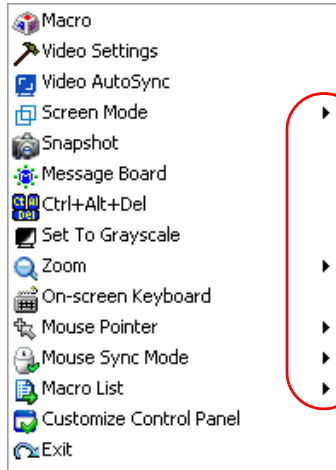 Macro
Video Settings
Video AutoSync
Screen Mode
Snapshot
Message Board
Ctrl+Alt+Del
Set To Grayscale
Zoom
On-screen Keyboard
Mouse Pointer
Mouse Sync Mode
Macro List
Customize Control Panel
Exit